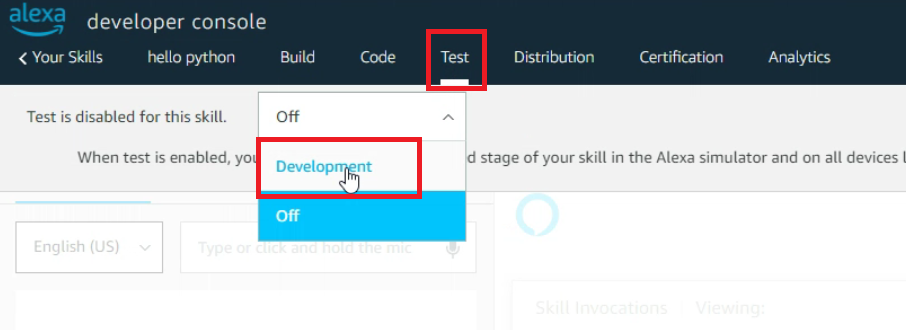 alexa
developer console
Your Skills hello python Build Code Test Distribution Certification Analytics
Test is disabled for this skill. Off
When test is enabled, you d stage of your skill in the Alexa simulator and on all devices l
Development
Off
English (US) Type or click and hold the mic
Skill Invocations · Viewing: